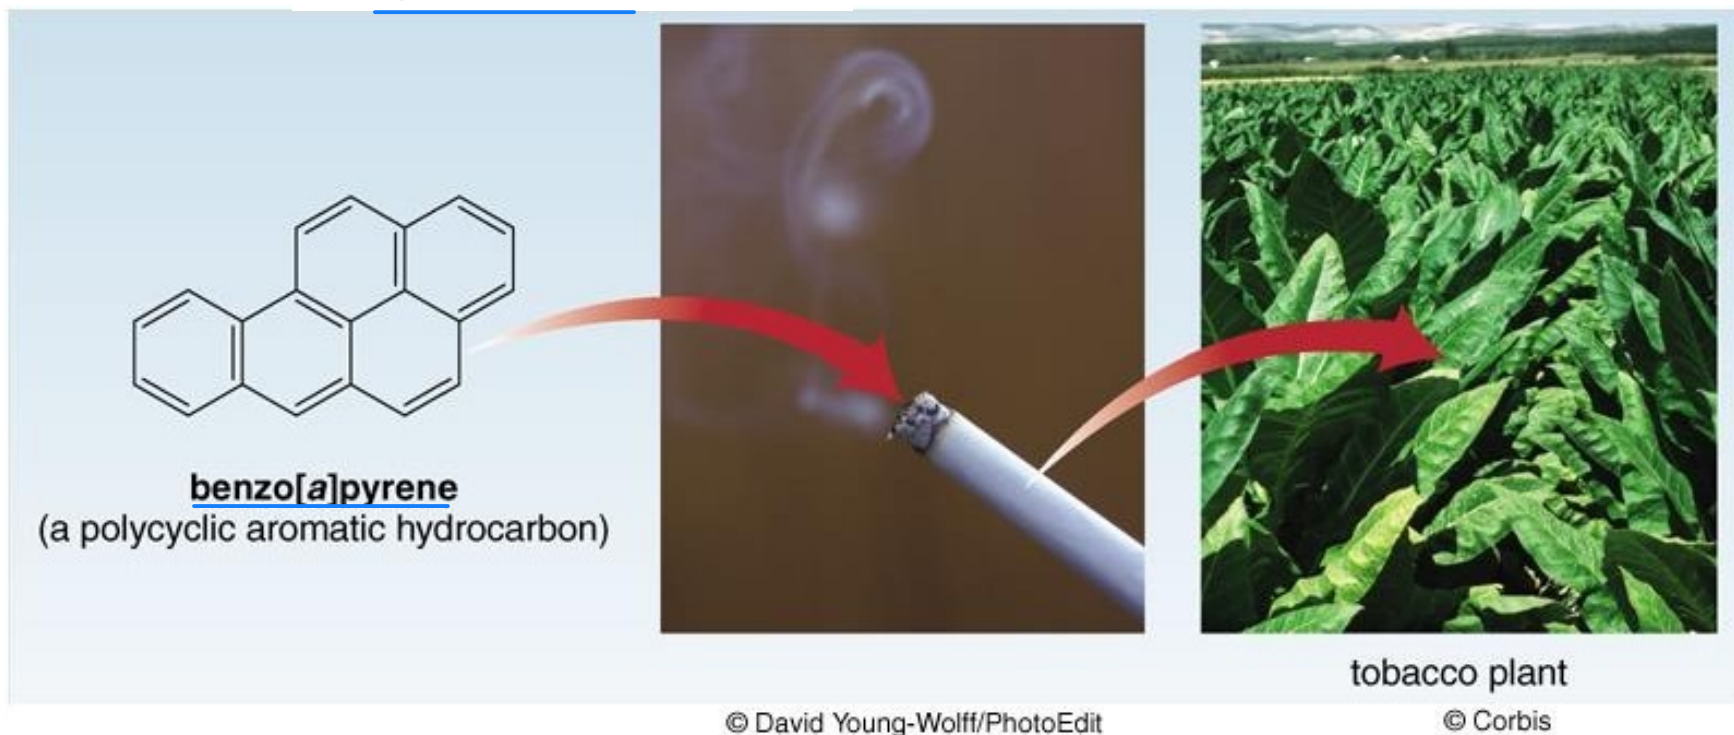 benzo[a]pyrene
(a polycyclic aromatic hydrocarbon)
tobacco plant
© David Young-Wolff/PhotoEdit
© Corbis